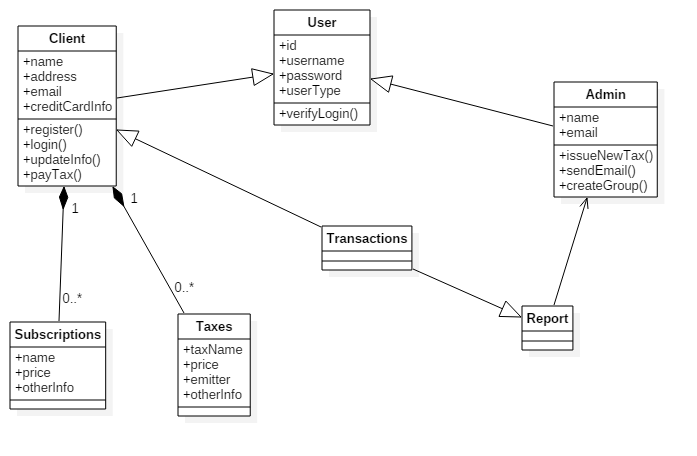 User
+id
+username
+password
+userType
+verifyLogin()
Client
+name
+address
+email
+creditCardInfo
+register()
+login()
+updateInfo()
+payTax()
Admin
+name
+email
+issueNewTax()
+sendEmail()
+createGroup()
1
1
Transactions
0..*
0..*
Report
Subscriptions
+name
+price
+otherInfo
Taxes
+taxName
+price
+emitter
+otherInfo